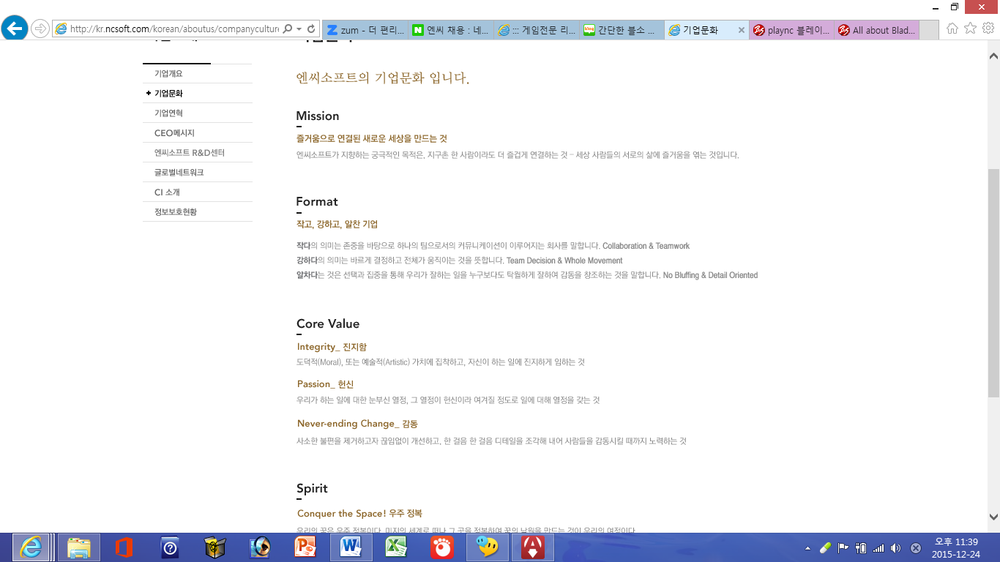 http://kr.ncsoft.com/korean/aboutus/companyculture
zum - 더 편리...
엔씨 채용 : 네...
::: 게임전문 리...
간단한 블소 ...
기업문화
plaync 블레이...
All about Blad...
기업개요
기업문화
기업연혁
CEO메시지
엔씨소프트 R&D센터
글로벌네트워크
CI 소개
정보보호현황
엔씨소프트의 기업문화 입니다.
Mission
즐거움으로 연결된 새로운 세상을 만드는 것
엔씨소프트가 지향하는 궁극적인 목적은, 지구촌 한 사람이라도 더 즐겁게 연결하는 것 – 세상 사람들의 서로의 삶에 즐거움을 엮는 것입니다.
Format
작고, 강하고, 알찬 기업
작다의 의미는 존중을 바탕으로 하나의 팀으로서의 커뮤니케이션이 이루어지는 회사를 말합니다. Collaboration & Teamwork
강하다의 의미는 바르게 결정하고 전체가 움직이는 것을 뜻합니다. Team Decision & Whole Movement
알차다는 것은 선택과 집중을 통해 우리가 잘하는 일을 누구보다도 탁월하게 잘하여 감동을 창조하는 것을 말합니다. No Bluffing & Detail Oriented
Core Value
Integrity_ 진지함
도덕적(Moral), 또는 예술적(Artistic) 가치에 집착하고, 자신이 하는 일에 진지하게 임하는 것
Passion_ 헌신
우리가 하는 일에 대한 눈부신 열정, 그 열정이 헌신이라 여겨질 정도로 일에 대해 열정을 갖는 것
Never-ending Change_ 감동
사소한 불편을 제거하고자 끊임없이 개선하고, 한 걸음 한 걸음 디테일을 조각해 내어 사람들을 감동시킬 때까지 노력하는 것
Spirit
Conquer the Space! 우주 정복
우리의 꿈은 우주 정복이다. 미지의 세계로 떠나 그 곳을 정복하여 꿈의 낙원을 만드는 것이 우리의 여정이다.
오후 11:39
2015-12-24